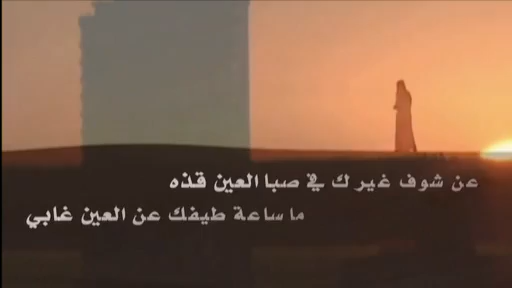 عن شوف غيرك في صبا العين قذه
ما ساعة طيفك عن العين غابي